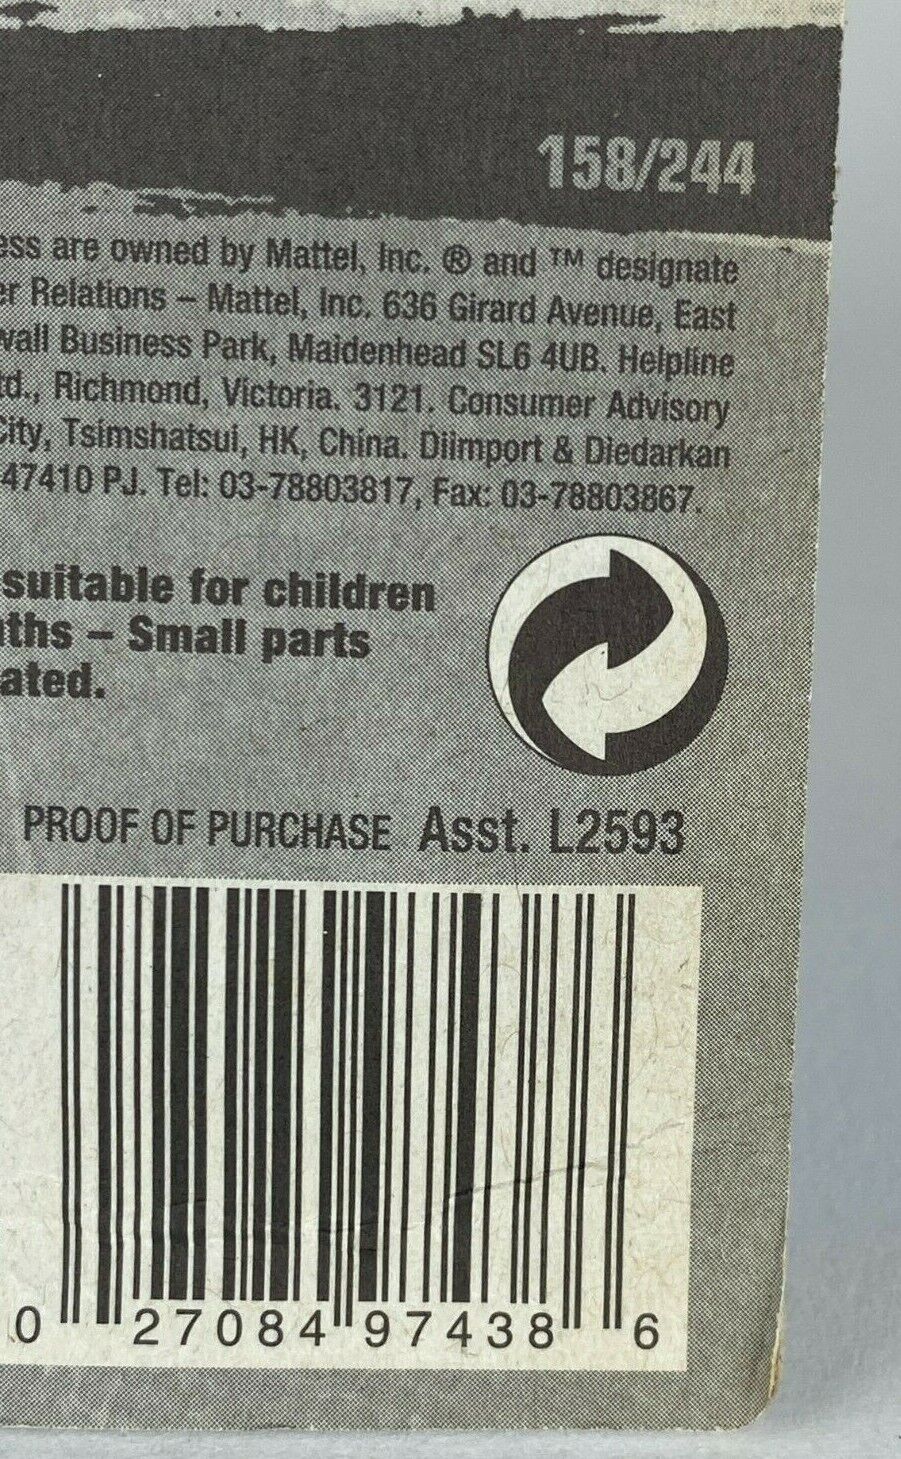 158/244
ess are owned by Mattel, Inc. ® and ™ designate
er Relations – Mattel, Inc. 636 Girard Avenue, East
wall Business Park, Maidenhead SL6 4UB. Helpline
td., Richmond, Victoria. 3121. Consumer Advisory
City, Tsimshatsui, HK, China. Diimport & Diedarkan
47410 PJ. Tel: 03-78803817, Fax: 03-78803867.
suitable for children
nths – Small parts
ated.
PROOF OF PURCHASE Asst. L2593
0 27084 97438 6